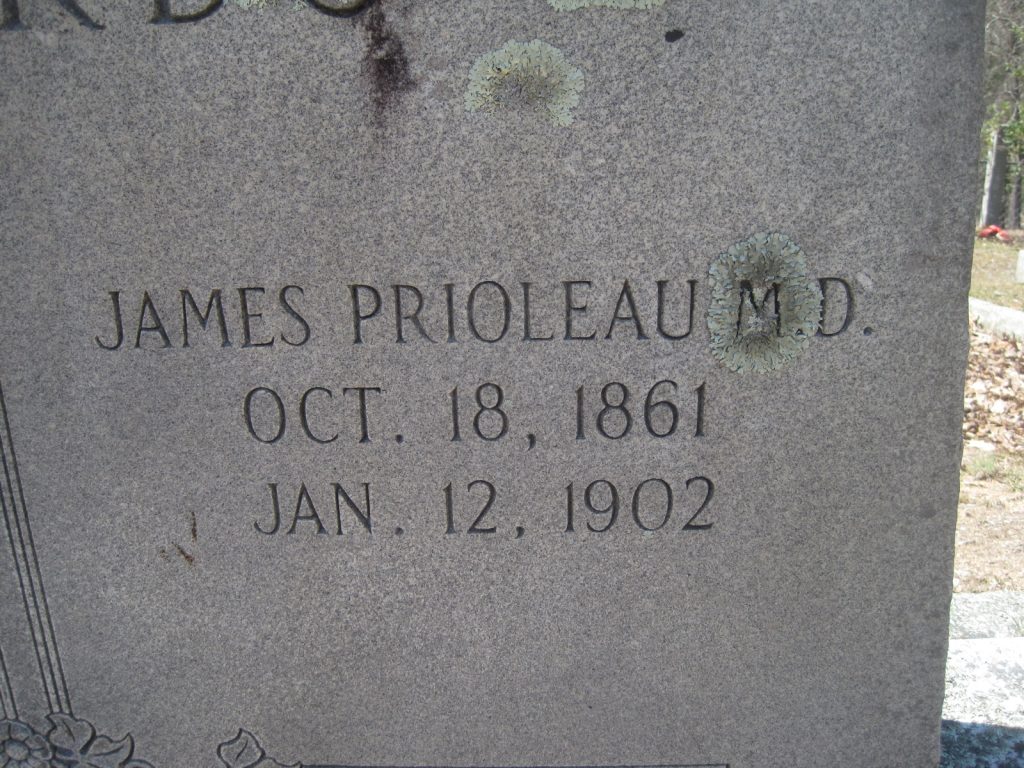 JAMES PRIOLEAU M.D.
OCT. 18, 1861
JAN. 12, 1902